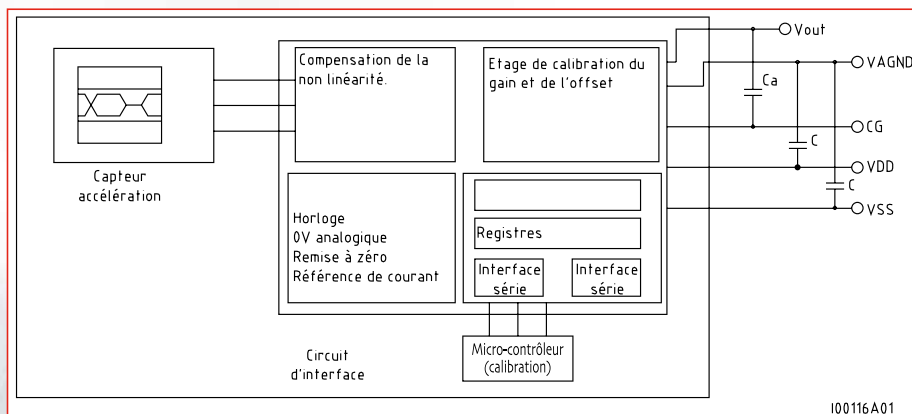 Compensation de la
non linéarité.
Etage de calibration du
gain et de l'offset
Vout
VAGND
Ca
CG
C
VDD
C
VSS
Capteur
accélération
Horloge
0V analogique
Remise à zéro
Référence de courant
Registres
Interface
série
Interface
série
Micro-contrôleur
(calibration)
Circuit
d'interface
I00116A01